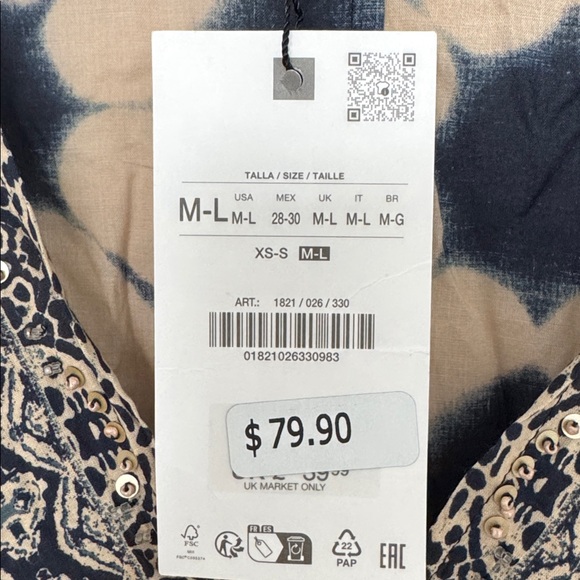 TALLA / SIZE / TAILLE
M-L
USA MEX UK IT BR
M-L 28-30 M-L M-L M-G
XS-S M-L
ART.: 1821 / 026 / 330
01821026330983
$79.90
UK MARKET ONLY
FSC
FR ES
22
PAP
EAC